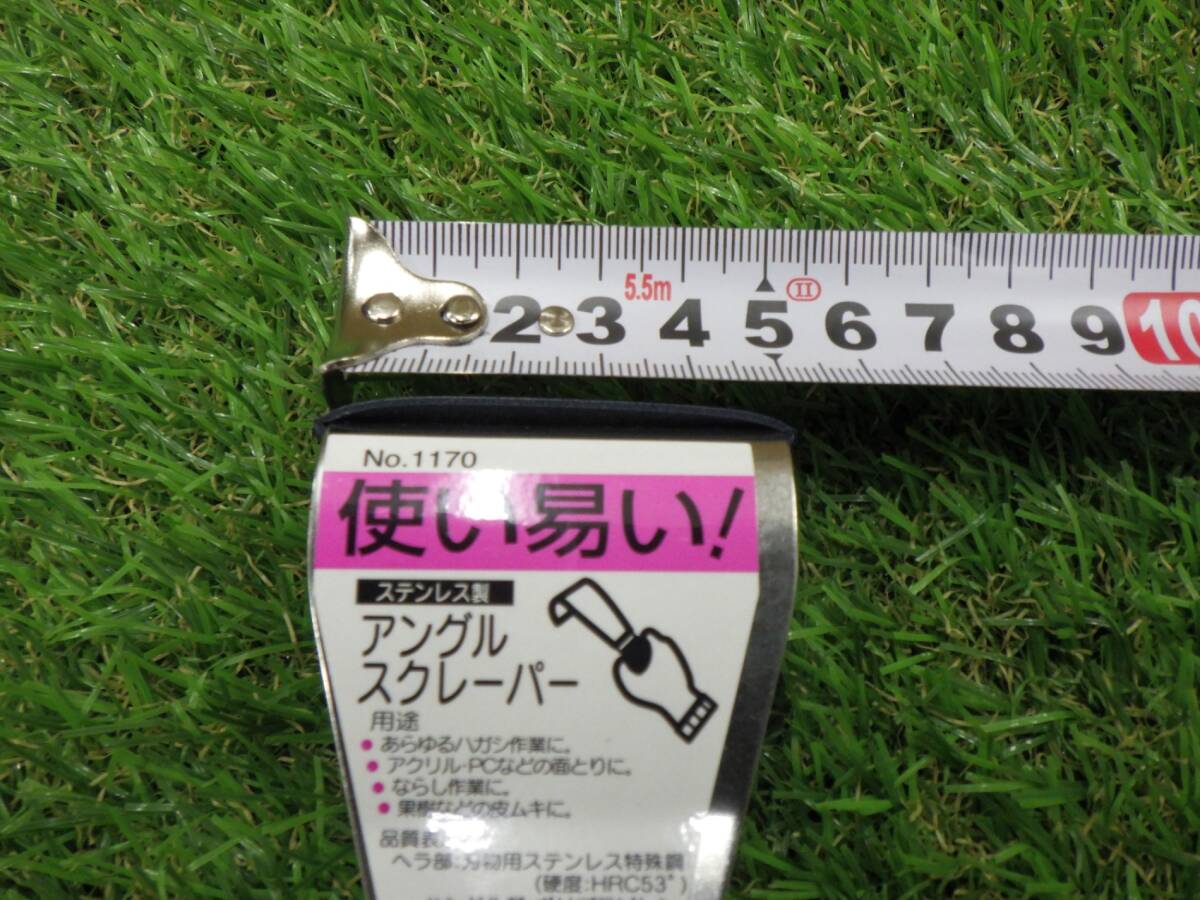 5.5m
Ⅱ
2 3 4 5 6 7 8 9 10
No.1170
使い易い!
ステンレス製
アングル
スクレーパー
用途
● あらゆるハガシ作業に。
● アクリル・PCなどの面とりに。
● ならし作業に。
● 果樹などの皮ムキに。
品質表
ヘラ部:刃物用ステンレス特殊鋼
(硬度:HRC53°)